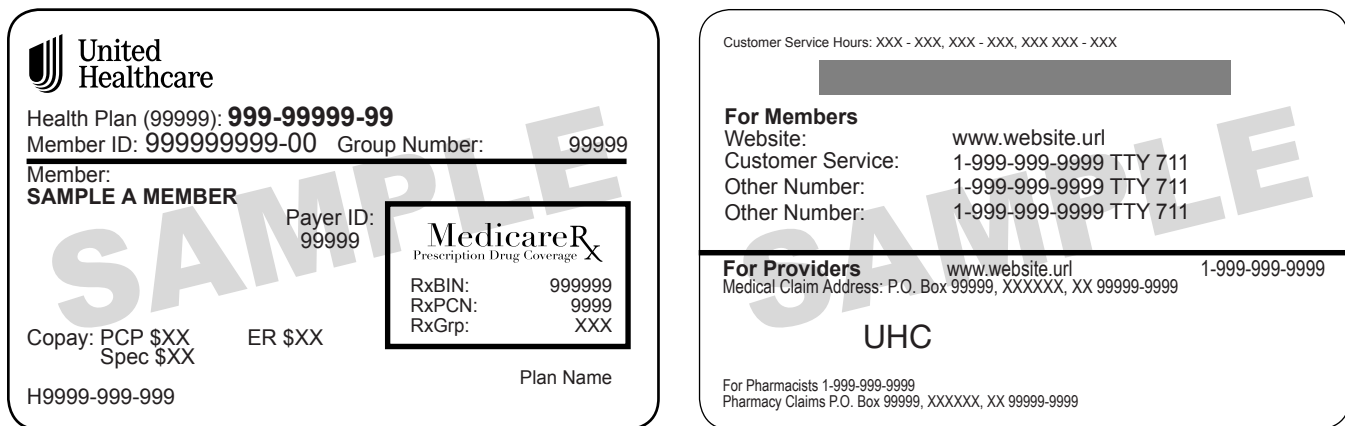 United
Healthcare
Health Plan (99999): 999-99999-99
Member ID: 999999999-00 Group Number: 99999
Member:
SAMPLE A MEMBER
Payer ID:
99999
MedicareRx
Prescription Drug Coverage
RxBIN: 999999
RxPCN: 9999
RxGrp: XXX
Copay: PCP $XX ER $XX
Spec $XX
H9999-999-999
Plan Name
SAMPLE
Customer Service Hours: XXX - XXX, XXX - XXX, XXX XXX - XXX
For Members
Website: www.website.url
Customer Service: 1-999-999-9999 TTY 711
Other Number: 1-999-999-9999 TTY 711
Other Number: 1-999-999-9999 TTY 711
For Providers www.website.url 1-999-999-9999
Medical Claim Address: P.O. Box 99999, XXXXXX, XX 99999-9999
UHC
For Pharmacists 1-999-999-9999
Pharmacy Claims P.O. Box 99999, XXXXXX, XX 99999-9999
SAMPLE